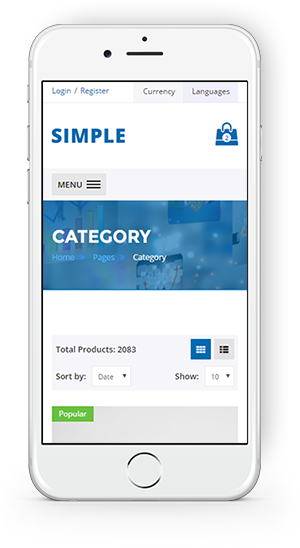 Login / Register Currency Languages
SIMPLE 2
MENU
CATEGORY
Home » Pages » Category
Total Products: 2083
Sort by: Date Show: 10
Popular